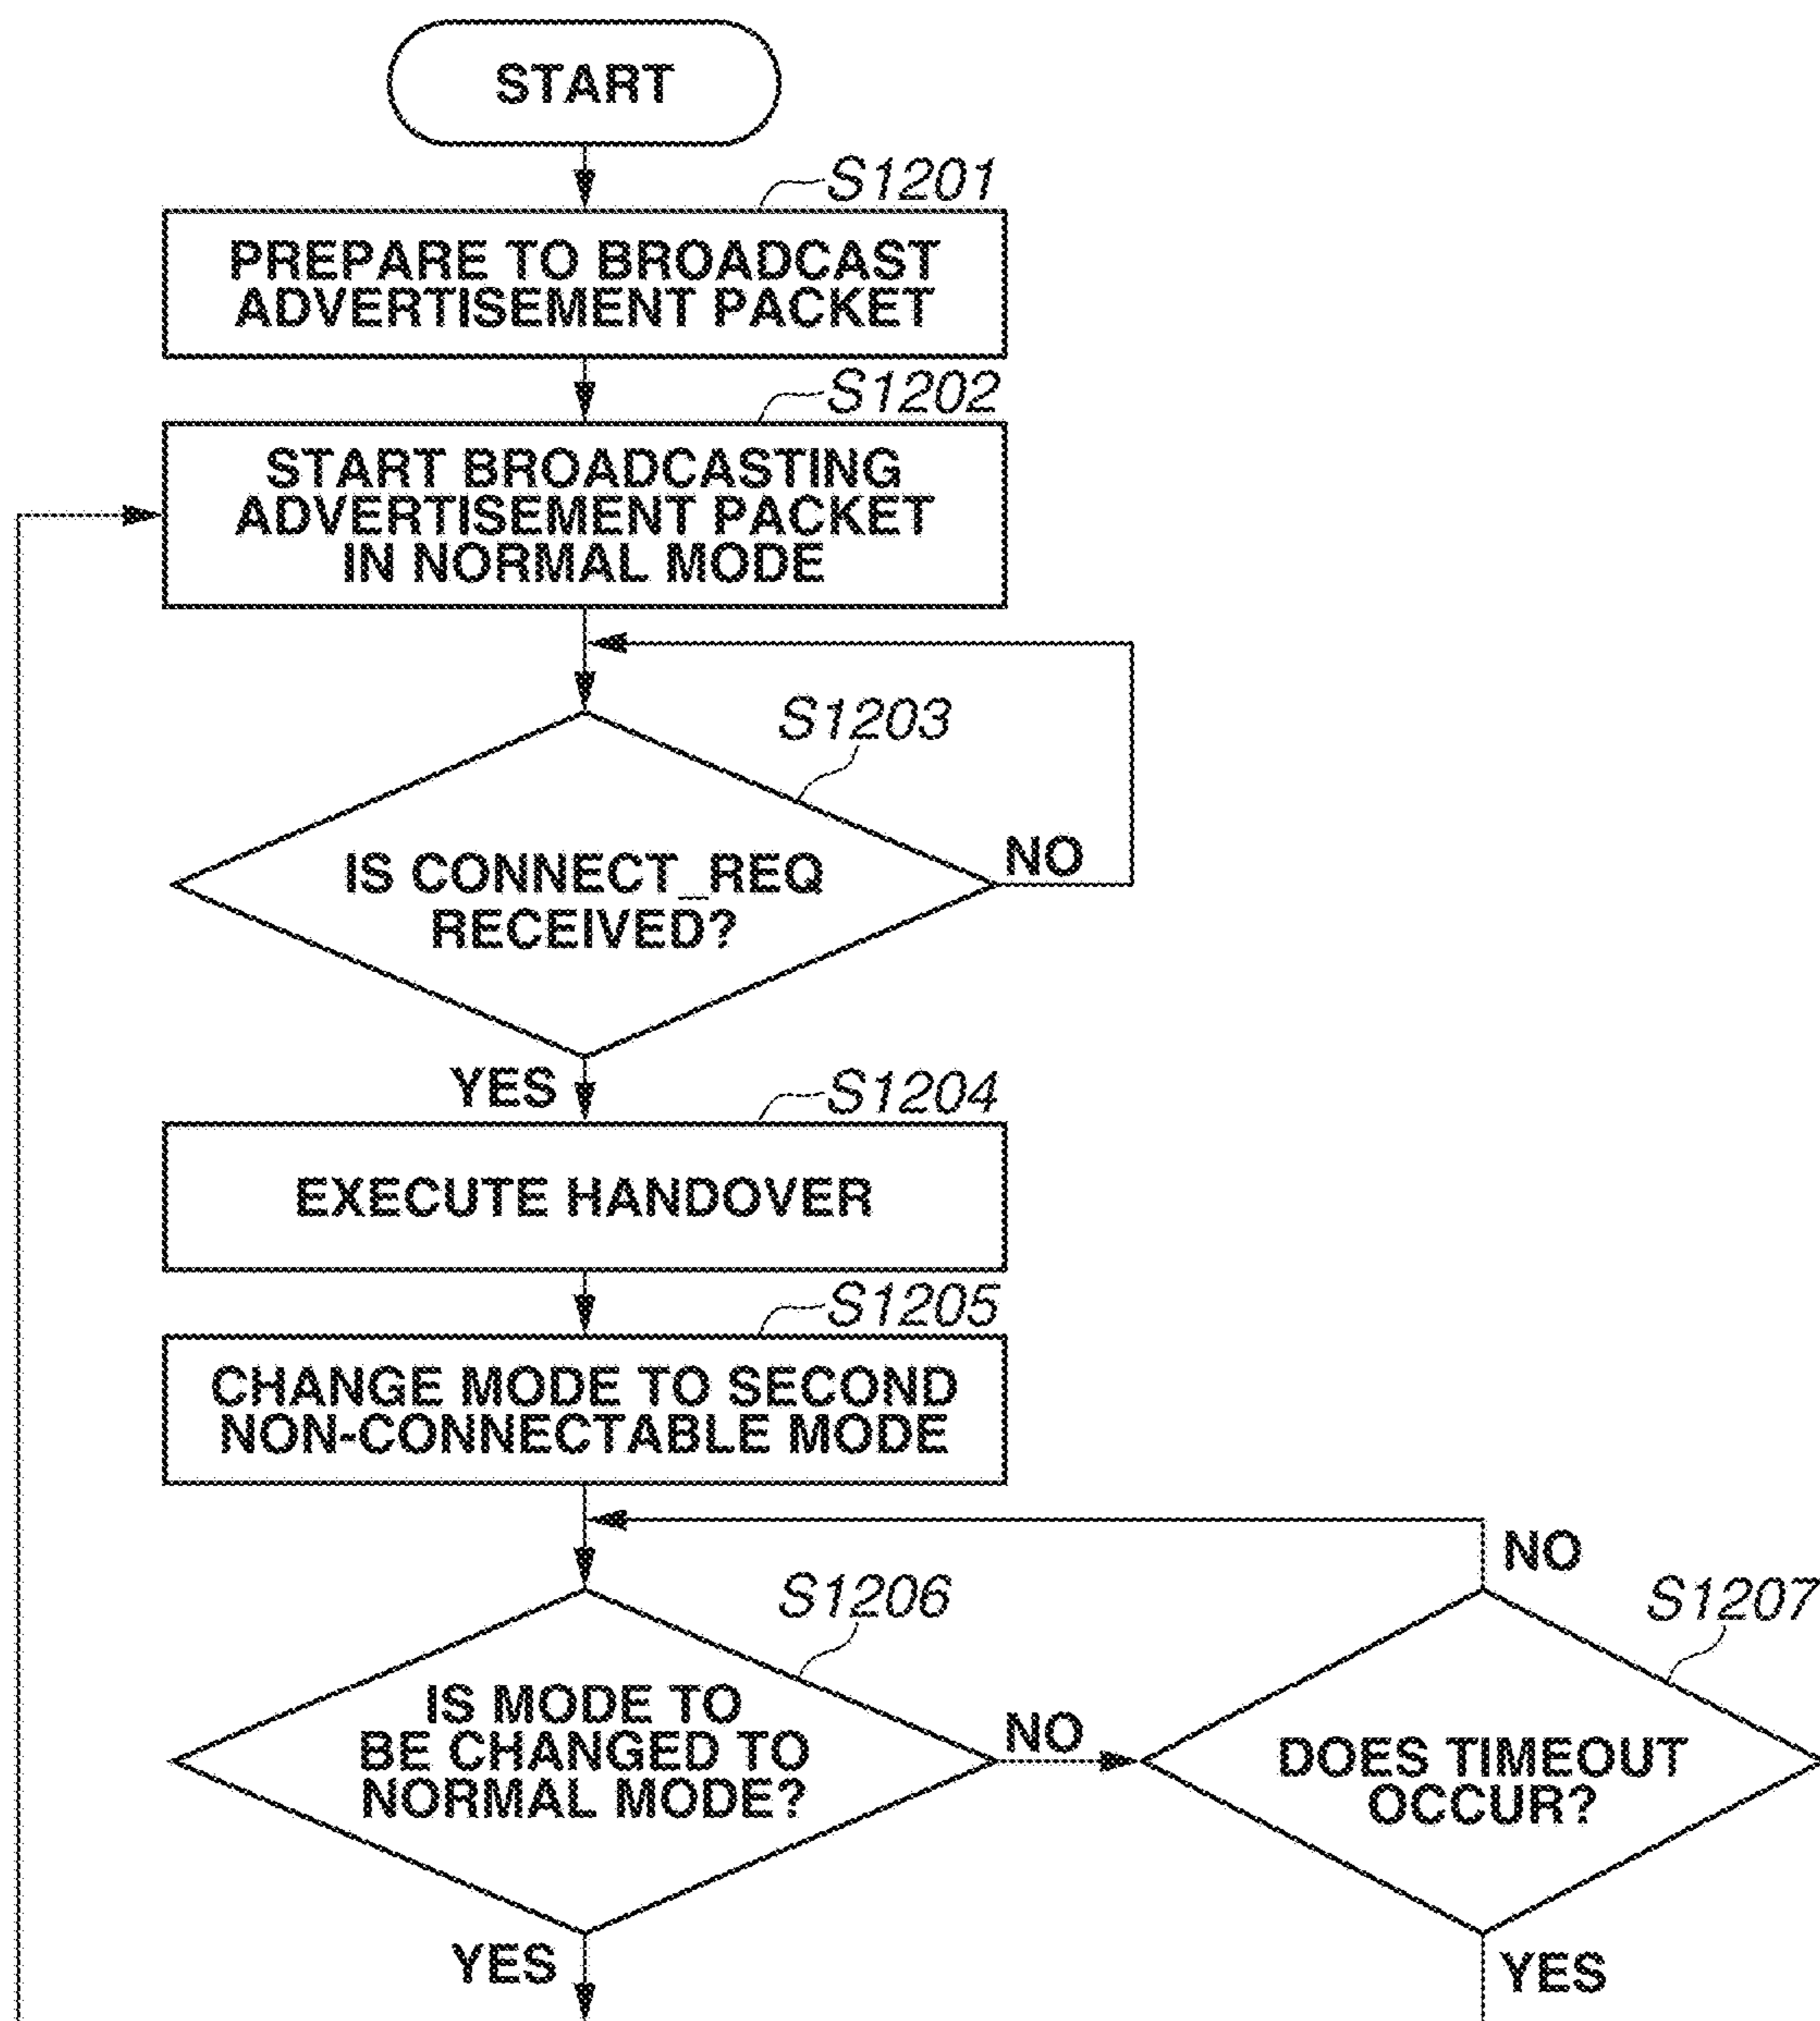 START
S1201
PREPARE TO BROADCAST
ADVERTISEMENT PACKET
S1202
START BROADCASTING
ADVERTISEMENT PACKET
IN NORMAL MODE
S1203
IS CONNECT_REQ
RECEIVED?
NO
YES
S1204
EXECUTE HANDOVER
S1205
CHANGE MODE TO SECOND
NON-CONNECTABLE MODE
S1206
IS MODE TO
BE CHANGED TO
NORMAL MODE?
NO
YES
NO
S1207
DOES TIMEOUT
OCCUR?
YES